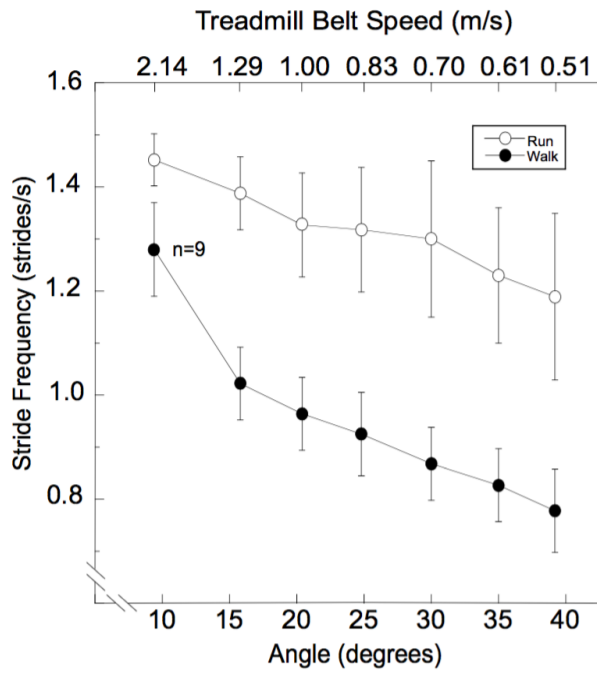 Treadmill Belt Speed (m/s)
2.14 1.29 1.00 0.83 0.70 0.61 0.51
1.6
1.4
1.2
1.0
0.8
Stride Frequency (strides/s)
Run
Walk
n=9
10 15 20 25 30 35 40
Angle (degrees)